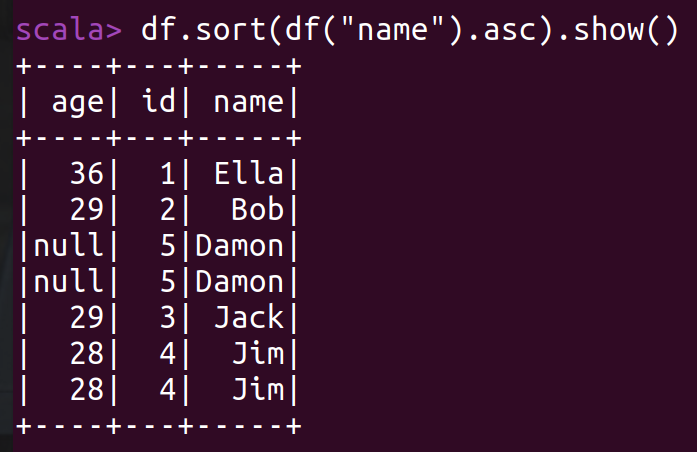 scala> df.sort(df("name").asc).show()
+----+---+-----+
| age| id| name|
+----+---+-----+
|  36|  1| Ella|
|  29|  2|  Bob|
|null|  5|Damon|
|null|  5|Damon|
|  29|  3| Jack|
|  28|  4|  Jim|
|  28|  4|  Jim|
+----+---+-----+